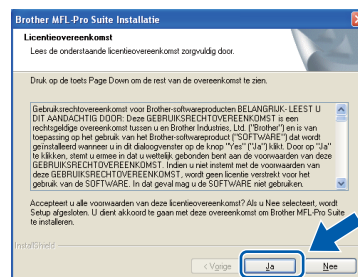 Brother MFL-Pro Suite Installatie
Licentieovereenkomst
Lees de onderstaande licentieovereenkomst zorgvuldig door.
Druk op de toets Page Down om de rest van de overeenkomst te zien.
Gebruiksrechtovereenkomst voor Brother-softwareproducten BELANGRIJK- LEEST U
DIT AANDACHTIG DOOR: Deze GEBRUIKSRECHTOVEREENKOMST is een
rechtsgeldige overeenkomst tussen u en Brother Industries, Ltd. ("Brother") en is van
toepassing op het gebruik van het Brother-softwareproduct ("SOFTWARE") dat wordt
geïnstalleerd wanneer u in dit dialoogvenster op de knop "Yes" ("Ja") klikt. Door op "Ja"
te klikken, stemt u ermee in dat u wettelijk gebonden bent aan de voorwaarden van deze
GEBRUIKSRECHTOVEREENKOMST. Indien u niet instemt met de voorwaarden van
deze GEBRUIKSRECHTOVEREENKOMST, wordt geen licentie verstrekt voor het
gebruik van de SOFTWARE. In dat geval mag u de SOFTWARE niet gebruiken.
Accepteert u alle voorwaarden van deze licentieovereenkomst? Als u Nee selecteert, wordt
Setup afgesloten. U dient akkoord te gaan met deze overeenkomst om Brother MFL-Pro Suite
te installeren.
InstallShield
< Vorige Ja Nee